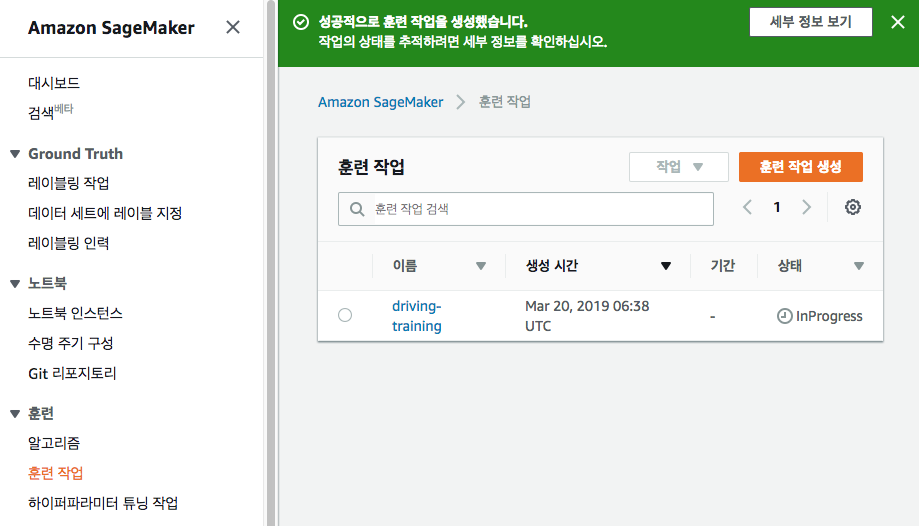 Amazon SageMaker
대시보드
검색베타
Ground Truth
레이블링 작업
데이터 세트에 레이블 지정
레이블링 인력
노트북
노트북 인스턴스
수명 주기 구성
Git 리포지토리
훈련
알고리즘
훈련 작업
하이퍼파라미터 튜닝 작업
성공적으로 훈련 작업을 생성했습니다.
작업의 상태를 추적하려면 세부 정보를 확인하십시오.
세부 정보 보기
Amazon SageMaker > 훈련 작업
훈련 작업
작업
훈련 작업 생성
훈련 작업 검색
1
이름 생성 시간 기간 상태
driving-
training
Mar 20, 2019 06:38
UTC
-
InProgress